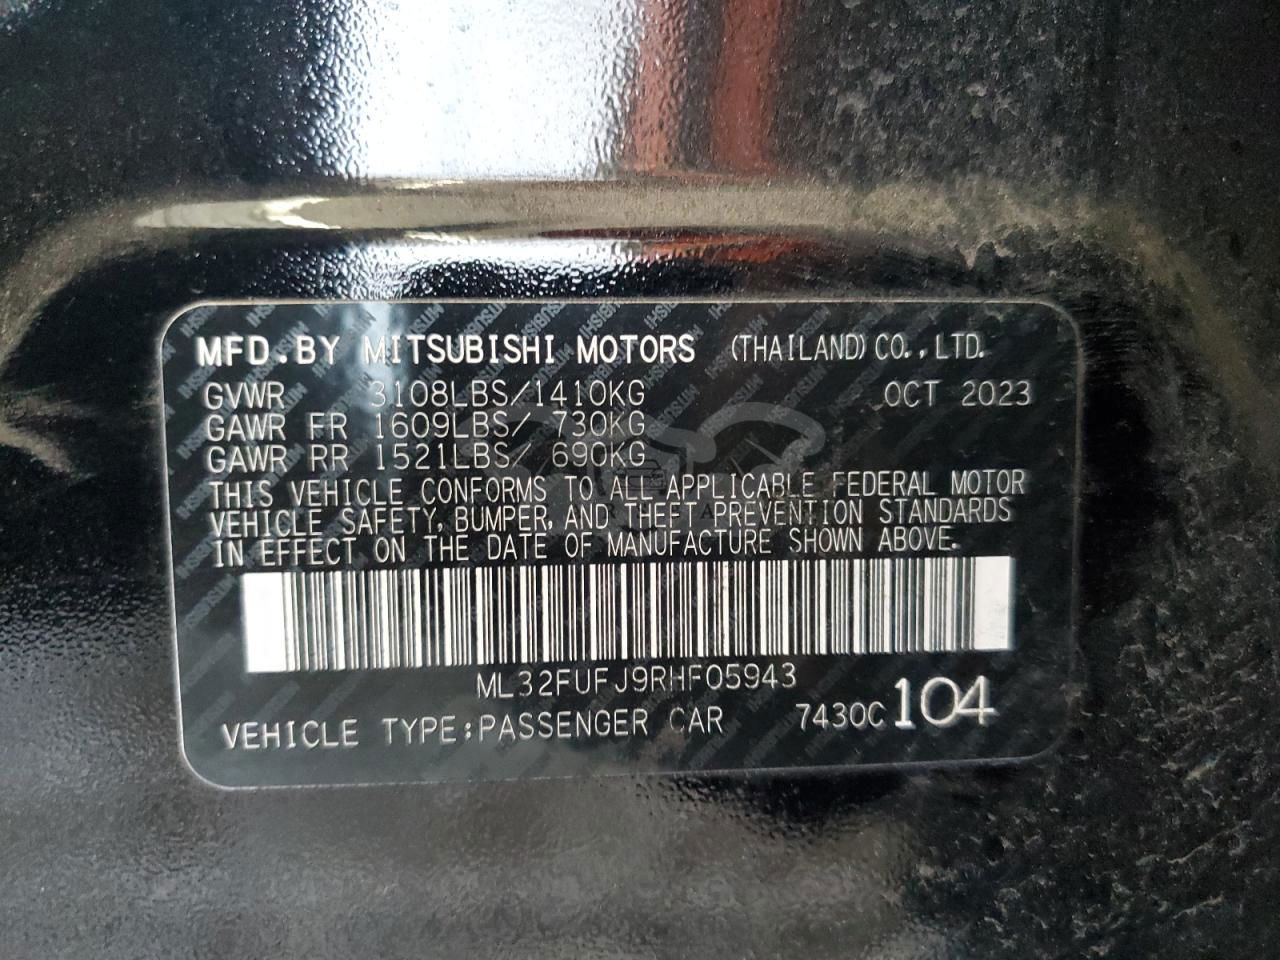 MFD.BY MITSUBISHI MOTORS (THAILAND) CO.,LTD.
GVWR 3108LBS/1410KG OCT 2023
GAWR FR 1609LBS/ 730KG
GAWR RR 1521LBS/ 690KG
THIS VEHICLE CONFORMS TO ALL APPLICABLE FEDERAL MOTOR
VEHICLE SAFETY, BUMPER, AND THEFT PREVENTION STANDARDS
IN EFFECT ON THE DATE OF MANUFACTURE SHOWN ABOVE.
ML32FUFJ9RHF05943
VEHICLE TYPE:PASSENGER CAR 7430C 104